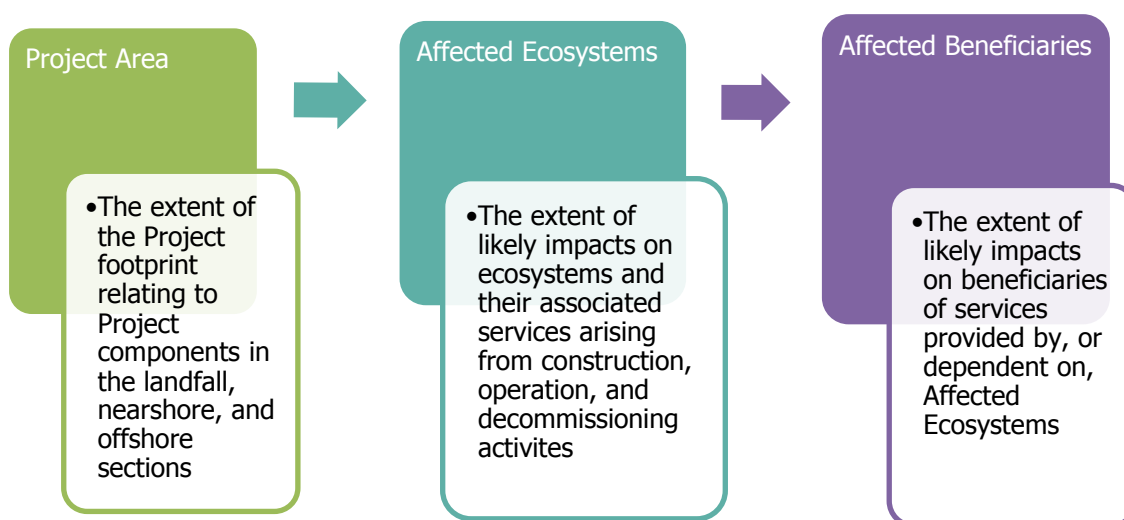 Project Area
•The extent of
the Project
footprint
relating to
Project
components in
the landfall,
nearshore, and
offshore
sections
Affected Ecosystems
•The extent of
likely impacts on
ecosystems and
their associated
services arising
from construction,
operation, and
decommissioning
activites
Affected Beneficiaries
•The extent of
likely impacts
on beneficiaries
of services
provided by, or
dependent on,
Affected
Ecosystems